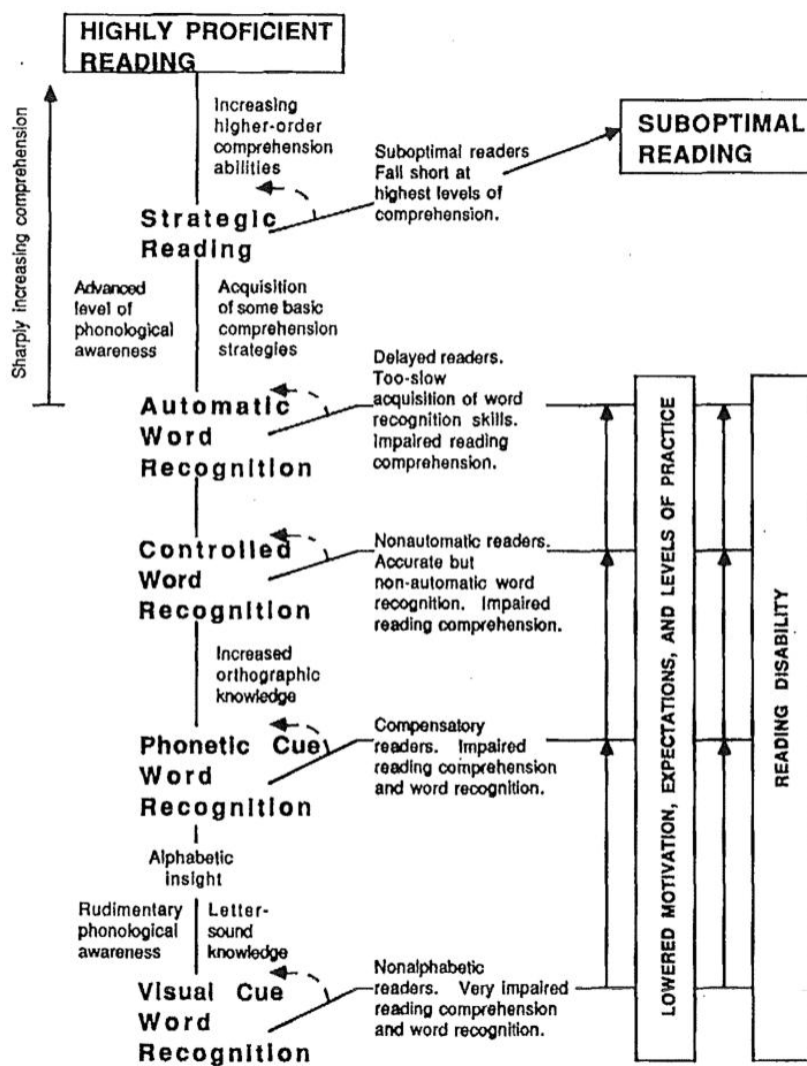 HIGHLY PROFICIENT
READING
Sharply increasing comprehension
Increasing
higher-order
comprehension
abilities
Suboptimal readers
Fall short at
highest levels of
comprehension.
SUBOPTIMAL
READING
Strategic
Reading
Advanced
level of
phonological
awareness
Acquisition
of some basic
comprehension
strategies
Delayed readers.
Too-slow
acquisition of word
recognition skills.
Impaired reading
comprehension.
Automatic
Word
Recognition
Controlled
Word
Recognition
Nonautomatic readers.
Accurate but
non-automatic word
recognition. Impaired
reading comprehension.
Increased
orthographic
knowledge
Phonetic Cue
Word
Recognition
Compensatory
readers. Impaired
reading comprehension
and word recognition.
Alphabetic
insight
Rudimentary
phonological
awareness
Letter-
sound
knowledge
Visual Cue
Word
Recognition
Nonalphabetic
readers. Very impaired
reading comprehension
and word recognition.
LOWERED MOTIVATION, EXPECTATIONS, AND LEVELS OF PRACTICE
READING DISABILITY